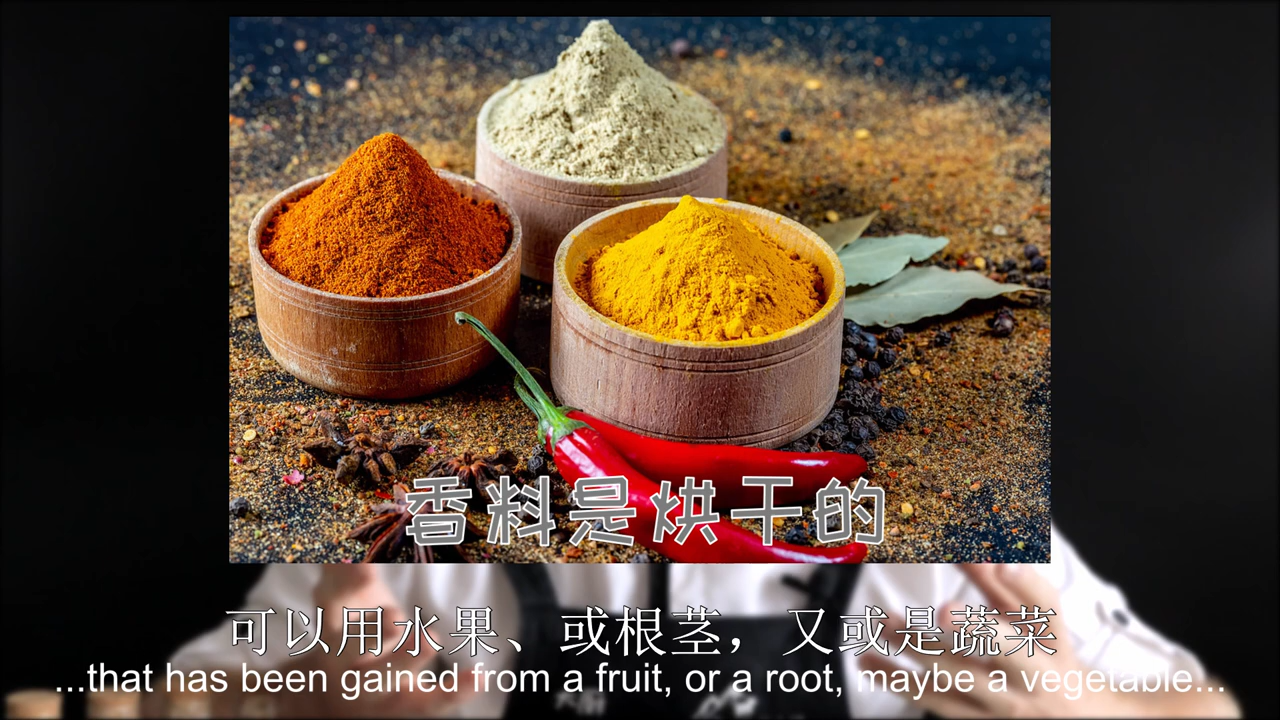 香料是烘干的
可以用水果、或根茎，又或是蔬菜
...that has been gained from a fruit, or a root, maybe a vegetable...